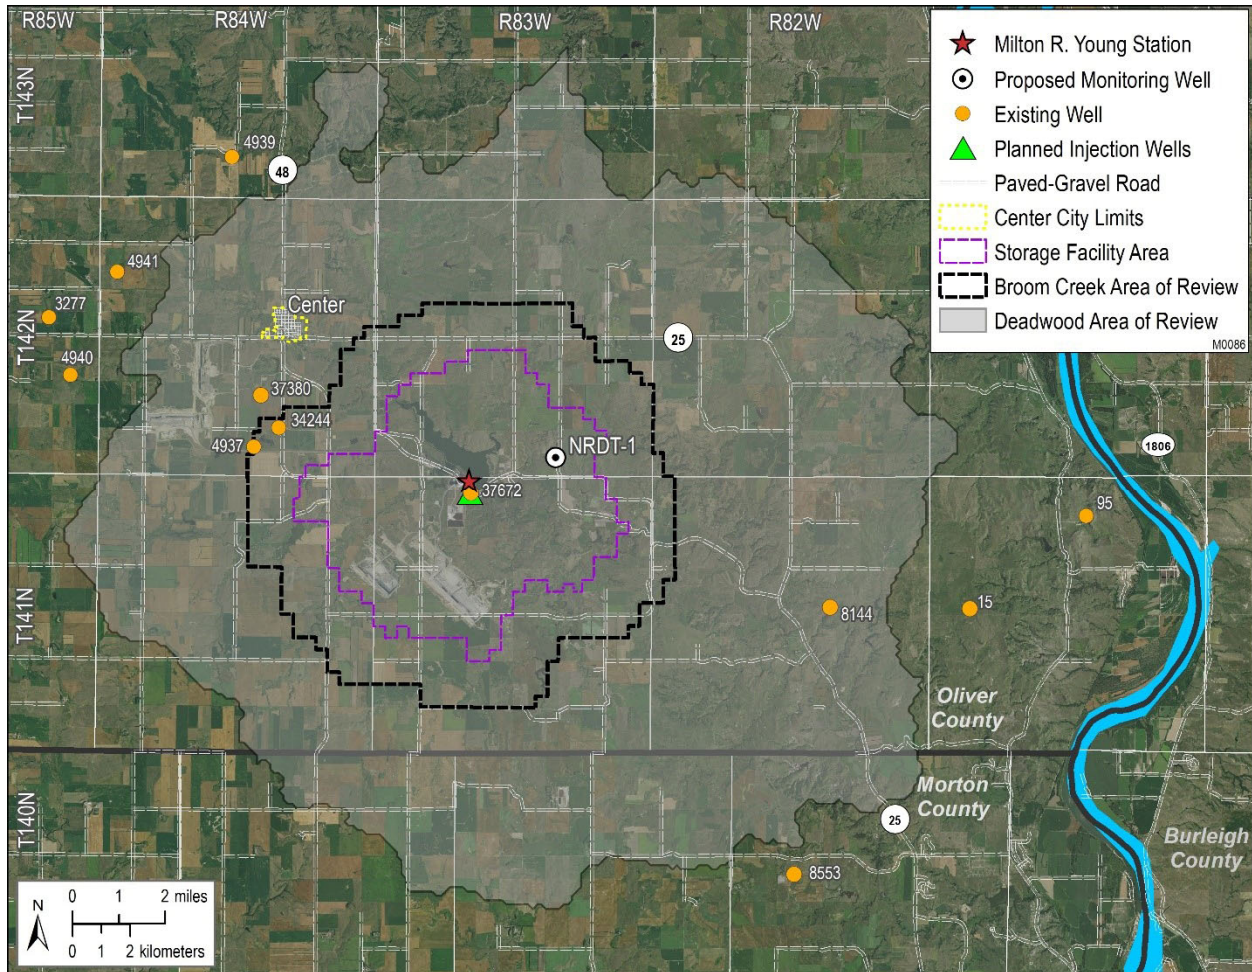 R85W
R84W
R83W
R82W
T143N
T142N
T141N
T140N
Milton R. Young Station
Proposed Monitoring Well
Existing Well
Planned Injection Wells
Paved-Gravel Road
Center City Limits
Storage Facility Area
Broom Creek Area of Review
Deadwood Area of Review
M0086
4939
48
4941
3277
Center
4940
25
37380
34244
4937
NRDT-1
1806
37672
95
8144
15
Oliver
County
Morton
County
25
Burleigh
County
8553
0 1 2 miles
N
0 1 2 kilometers